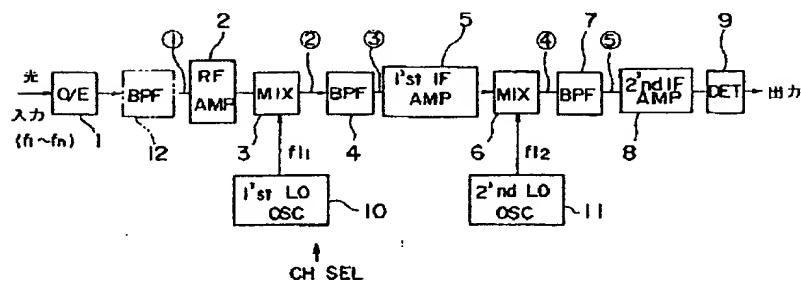 ① 2 ② ③ 5 ④ 7 ⑤ 9
光
入力
(f1~fn)
O/E
BPF
RF
AMP
MIX
BPF
1'st IF
AMP
MIX
BPF
2'nd IF
AMP
DET
出力
1
12
3
4
6
8
fl1
fl2
1'st LO
OSC
10
2'nd LO
OSC
11
CH SEL